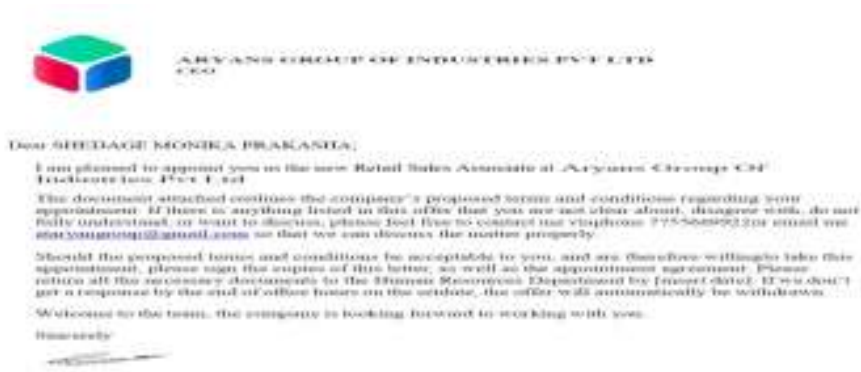 ARYANS GROUP OF INDUSTRIES PVT LTD
CEO
Dear SHEDAGE MONIKA PRAKASHA,
I am planned to appoint you as the new Retail Sales Associate at Aryans Group OF
Industries Pvt Ltd
The document attached outlines the company's proposed terms and conditions regarding your
appointment. If there is anything listed in this offer that you are not clear about, disagree with, do not
fully understand, or want to discuss, please feel free to contact me viaphone or email me
so that we can discuss the matter properly
Should the proposed terms and conditions be acceptable to you, and are therefore willingto take this
appointment, please sign the copies of this letter, as well as the appointment agreement. Please
return all the necessary documents to the Human Resources Department by [insert date]. If we don't
get a response by the end of office hours on the the offer will automatically be withdrawn.
Welcome to the team, the company is looking forward to working with you.
Sincerely